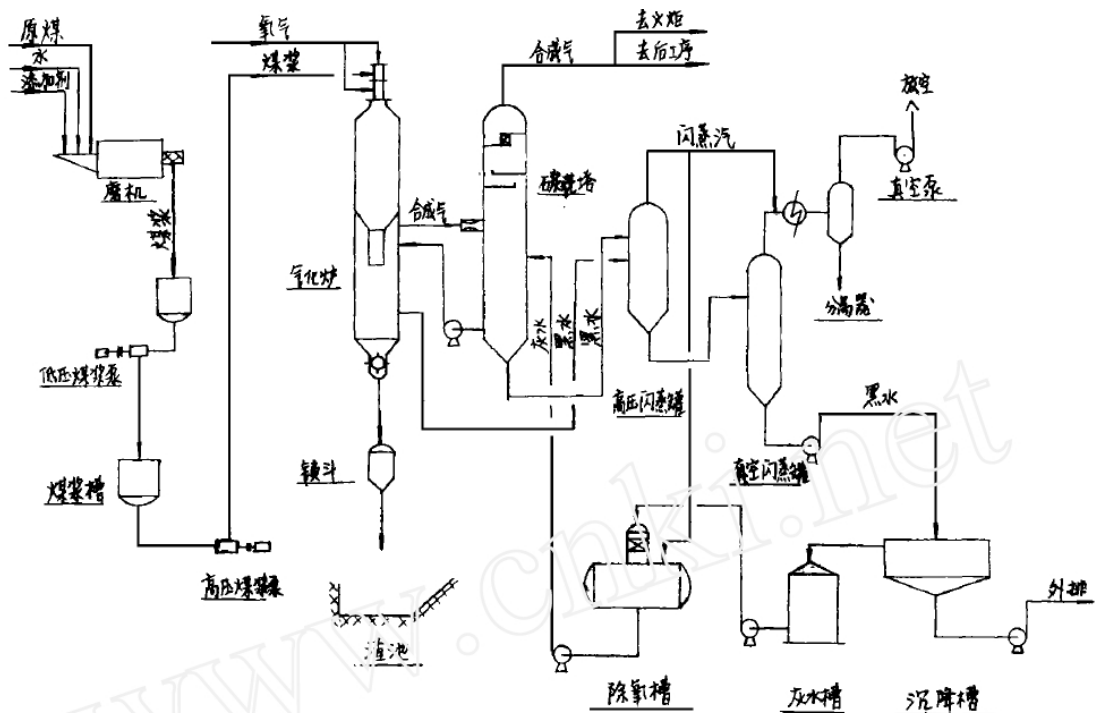 原煤
水
添加剂
磨机
煤浆
低压煤浆泵
煤浆槽
高压煤浆泵
氧气
煤浆
气化炉
锁斗
渣池
合成气
合成气
去火炬
去后工序
碳洗塔
灰水
黑水
黑水
闪蒸汽
高压闪蒸罐
真空闪蒸罐
放空
真空泵
分离器
黑水
外排
除氧槽
灰水槽
沉降槽
www.cnki.net